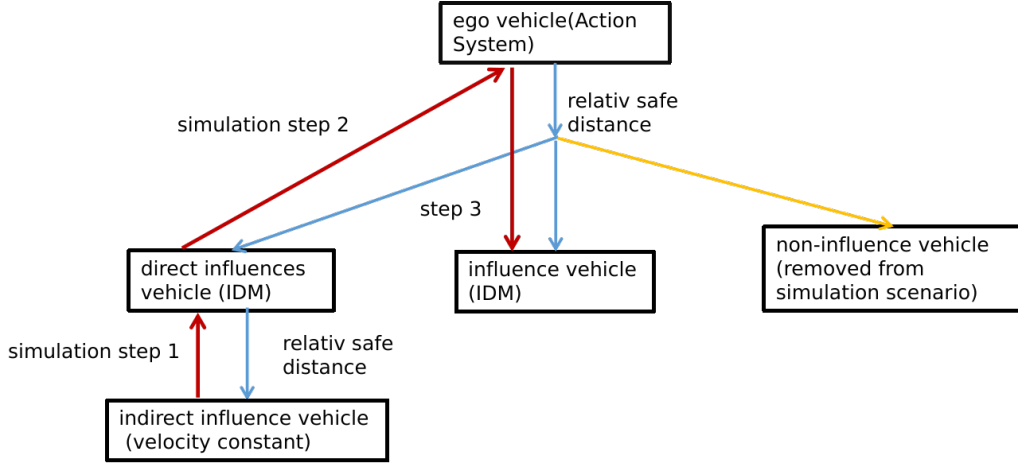 ego vehicle(Action
System)
relativ safe
distance
simulation step 2
step 3
direct influences
vehicle (IDM)
influence vehicle
(IDM)
non-influence vehicle
(removed from
simulation scenario)
simulation step 1
relativ safe
distance
indirect influence vehicle
(velocity constant)